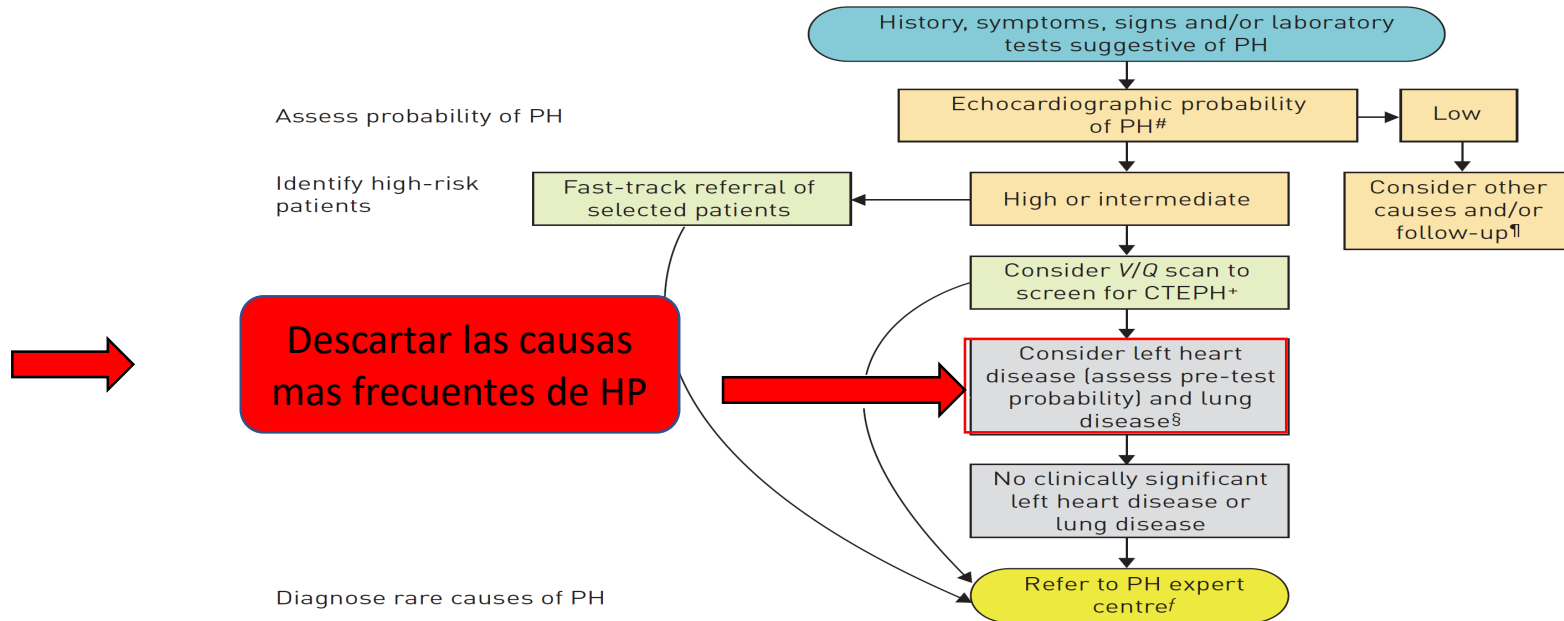 History, symptoms, signs and/or laboratory
tests suggestive of PH
Assess probability of PH
Echocardiographic probability
of PH#
Low
Identify high-risk
patients
Fast-track referral of
selected patients
High or intermediate
Consider other
causes and/or
follow-up¶
Consider V/Q scan to
screen for CTEPH+
Descartar las causas
mas frecuentes de HP
Consider left heart
disease (assess pre-test
probability) and lung
disease§
No clinically significant
left heart disease or
lung disease
Diagnose rare causes of PH
Refer to PH expert
centreƒ